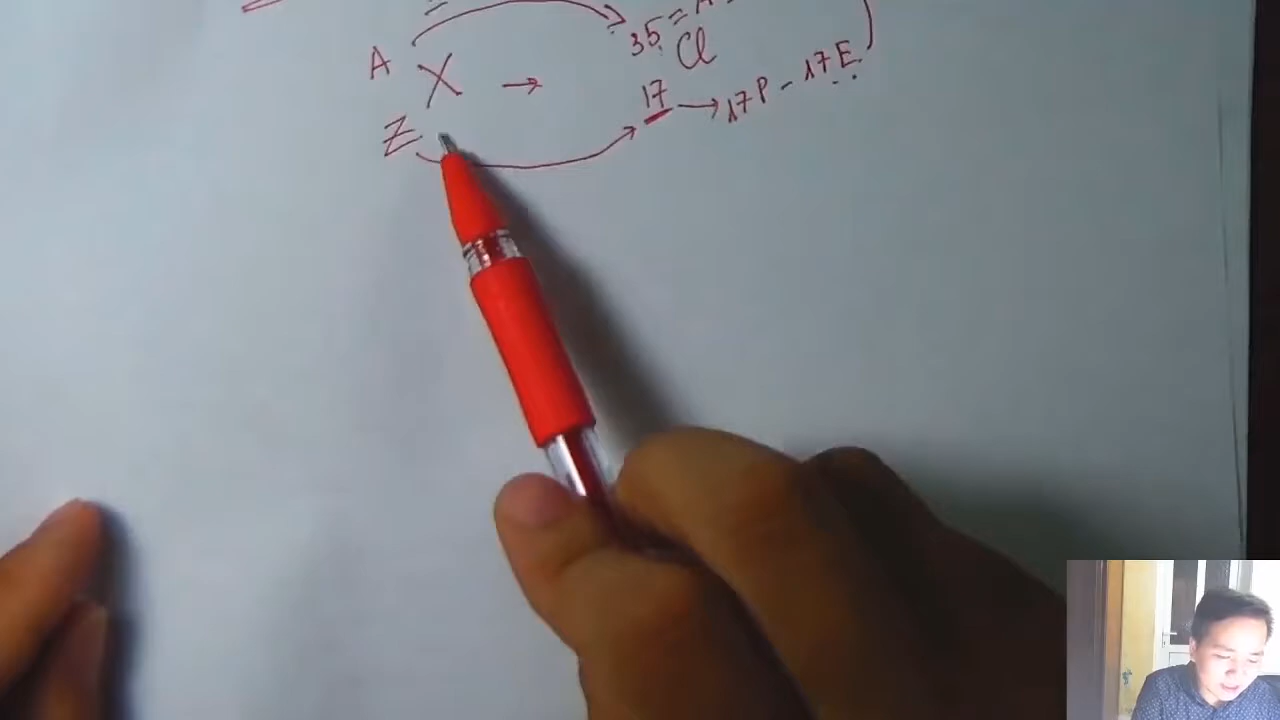 35 = A
A X → Cl
Z 17 → 17P - 17E